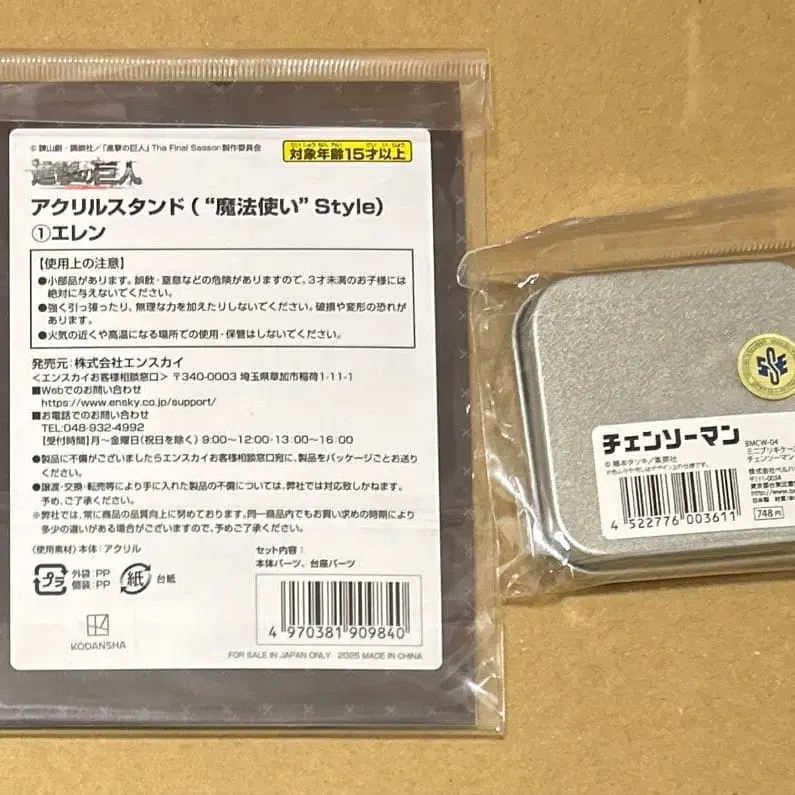 © 諫山創・講談社/「進撃の巨人」The Final Season製作委員会
対象年齢15才以上
進撃の巨人
アクリルスタンド(“魔法使い”Style)
①エレン
【使用上の注意】
●小部品があります。誤飲・窒息などの危険がありますので、3才未満のお子様には
絶対に与えないでください。
●強く引っ張ったり、無理な力を加えたりしないでください。破損や変形の恐れが
あります。
●火気の近くや高温になる場所での使用・保管はしないでください。
発売元:株式会社エンスカイ
<エンスカイお客様相談窓口> 〒340-0003 埼玉県草加市稲荷1-11-1
■Webでのお問い合わせ
https://www.ensky.co.jp/support/
■お電話でのお問い合わせ
TEL:048-932-4992
【受付時間】月~金曜日(祝日を除く) 9:00~12:00・13:00~16:00
●製品に不備がございましたらエンスカイお客様相談窓口宛に、製品をパッケージごとお送り
ください。
●譲渡・交換・転売等により手に入れた製品の不備については、弊社では対応致しかねます。
予め、ご了承ください。
※弊社では、常に商品の品質向上に努めております。同一商品内でもお買い求めの時期により
多少の違いがある場合がございますので、予めご了承ください。
〈使用素材〉本体:アクリル
セット内容:
本体パーツ、台座パーツ
プラ
外袋:PP
個装:PP
紙
台紙
KODANSHA
4 970381 909840
FOR SALE IN JAPAN ONLY 2025 MADE IN CHINA
チェンソーマン
© 藤本タツキ/集英社
BMCW-04
ミニブリキケース
チェンソーマン
4 522776 003611
〒111-0034
748円